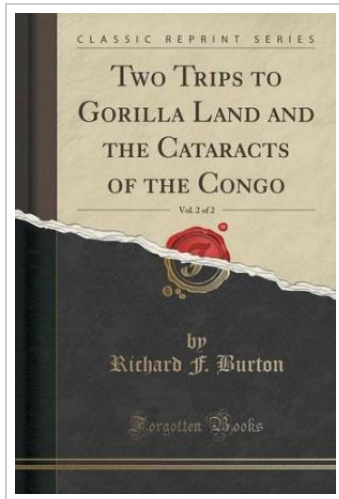 CLASSIC REPRINT SERIES
TWO TRIPS TO
GORILLA LAND AND
THE CATARACTS
OF THE CONGO
Vol. 2 of 2
F
by
Richard F. Burton
Forgotten Books